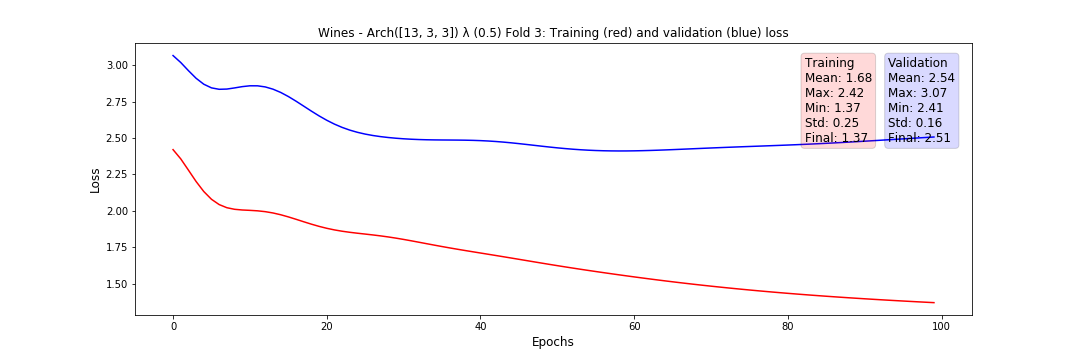 Wines - Arch([13, 3, 3]) λ (0.5) Fold 3: Training (red) and validation (blue) loss
Training
Mean: 1.68
Max: 2.42
Min: 1.37
Std: 0.25
Final: 1.37
Validation
Mean: 2.54
Max: 3.07
Min: 2.41
Std: 0.16
Final: 2.51
Loss
3.00
2.75
2.50
2.25
2.00
1.75
1.50
0
20
40
60
80
100
Epochs